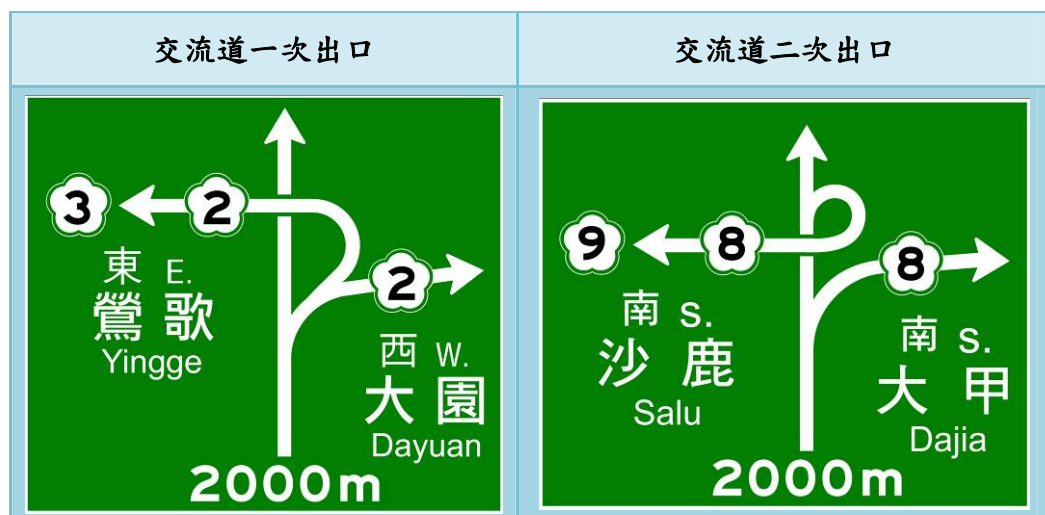 交流道一次出口
交流道二次出口
3
2
2
東 E.
鶯歌
Yingge
西 W.
大園
Dayuan
2000m
9
8
8
南 S.
沙鹿
Salu
南 S.
大甲
Dajia
2000m